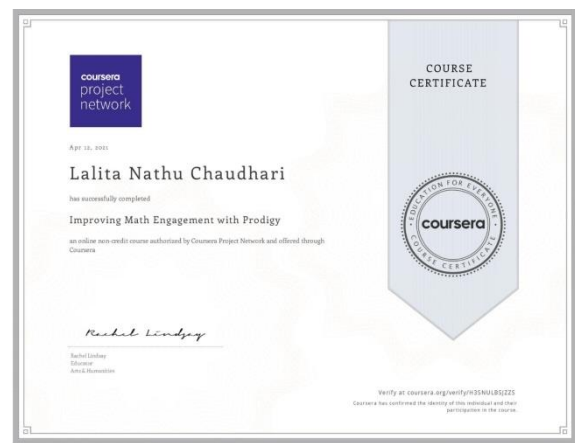 coursera
project
network
Apr 12, 2021
Lalita Nathu Chaudhari
has successfully completed
Improving Math Engagement with Prodigy
an online non-credit course authorized by Coursera Project Network and offered through
Coursera
Rachel Lindsay
Rachel Lindsay
Educator
Arts & Humanities
COURSE
CERTIFICATE
EDUCATION FOR EVERYONE
coursera
COURSE CERTIFICATE
Verify at coursera.org/verify/
Coursera has confirmed the identity of this individual and their
participation in the course.